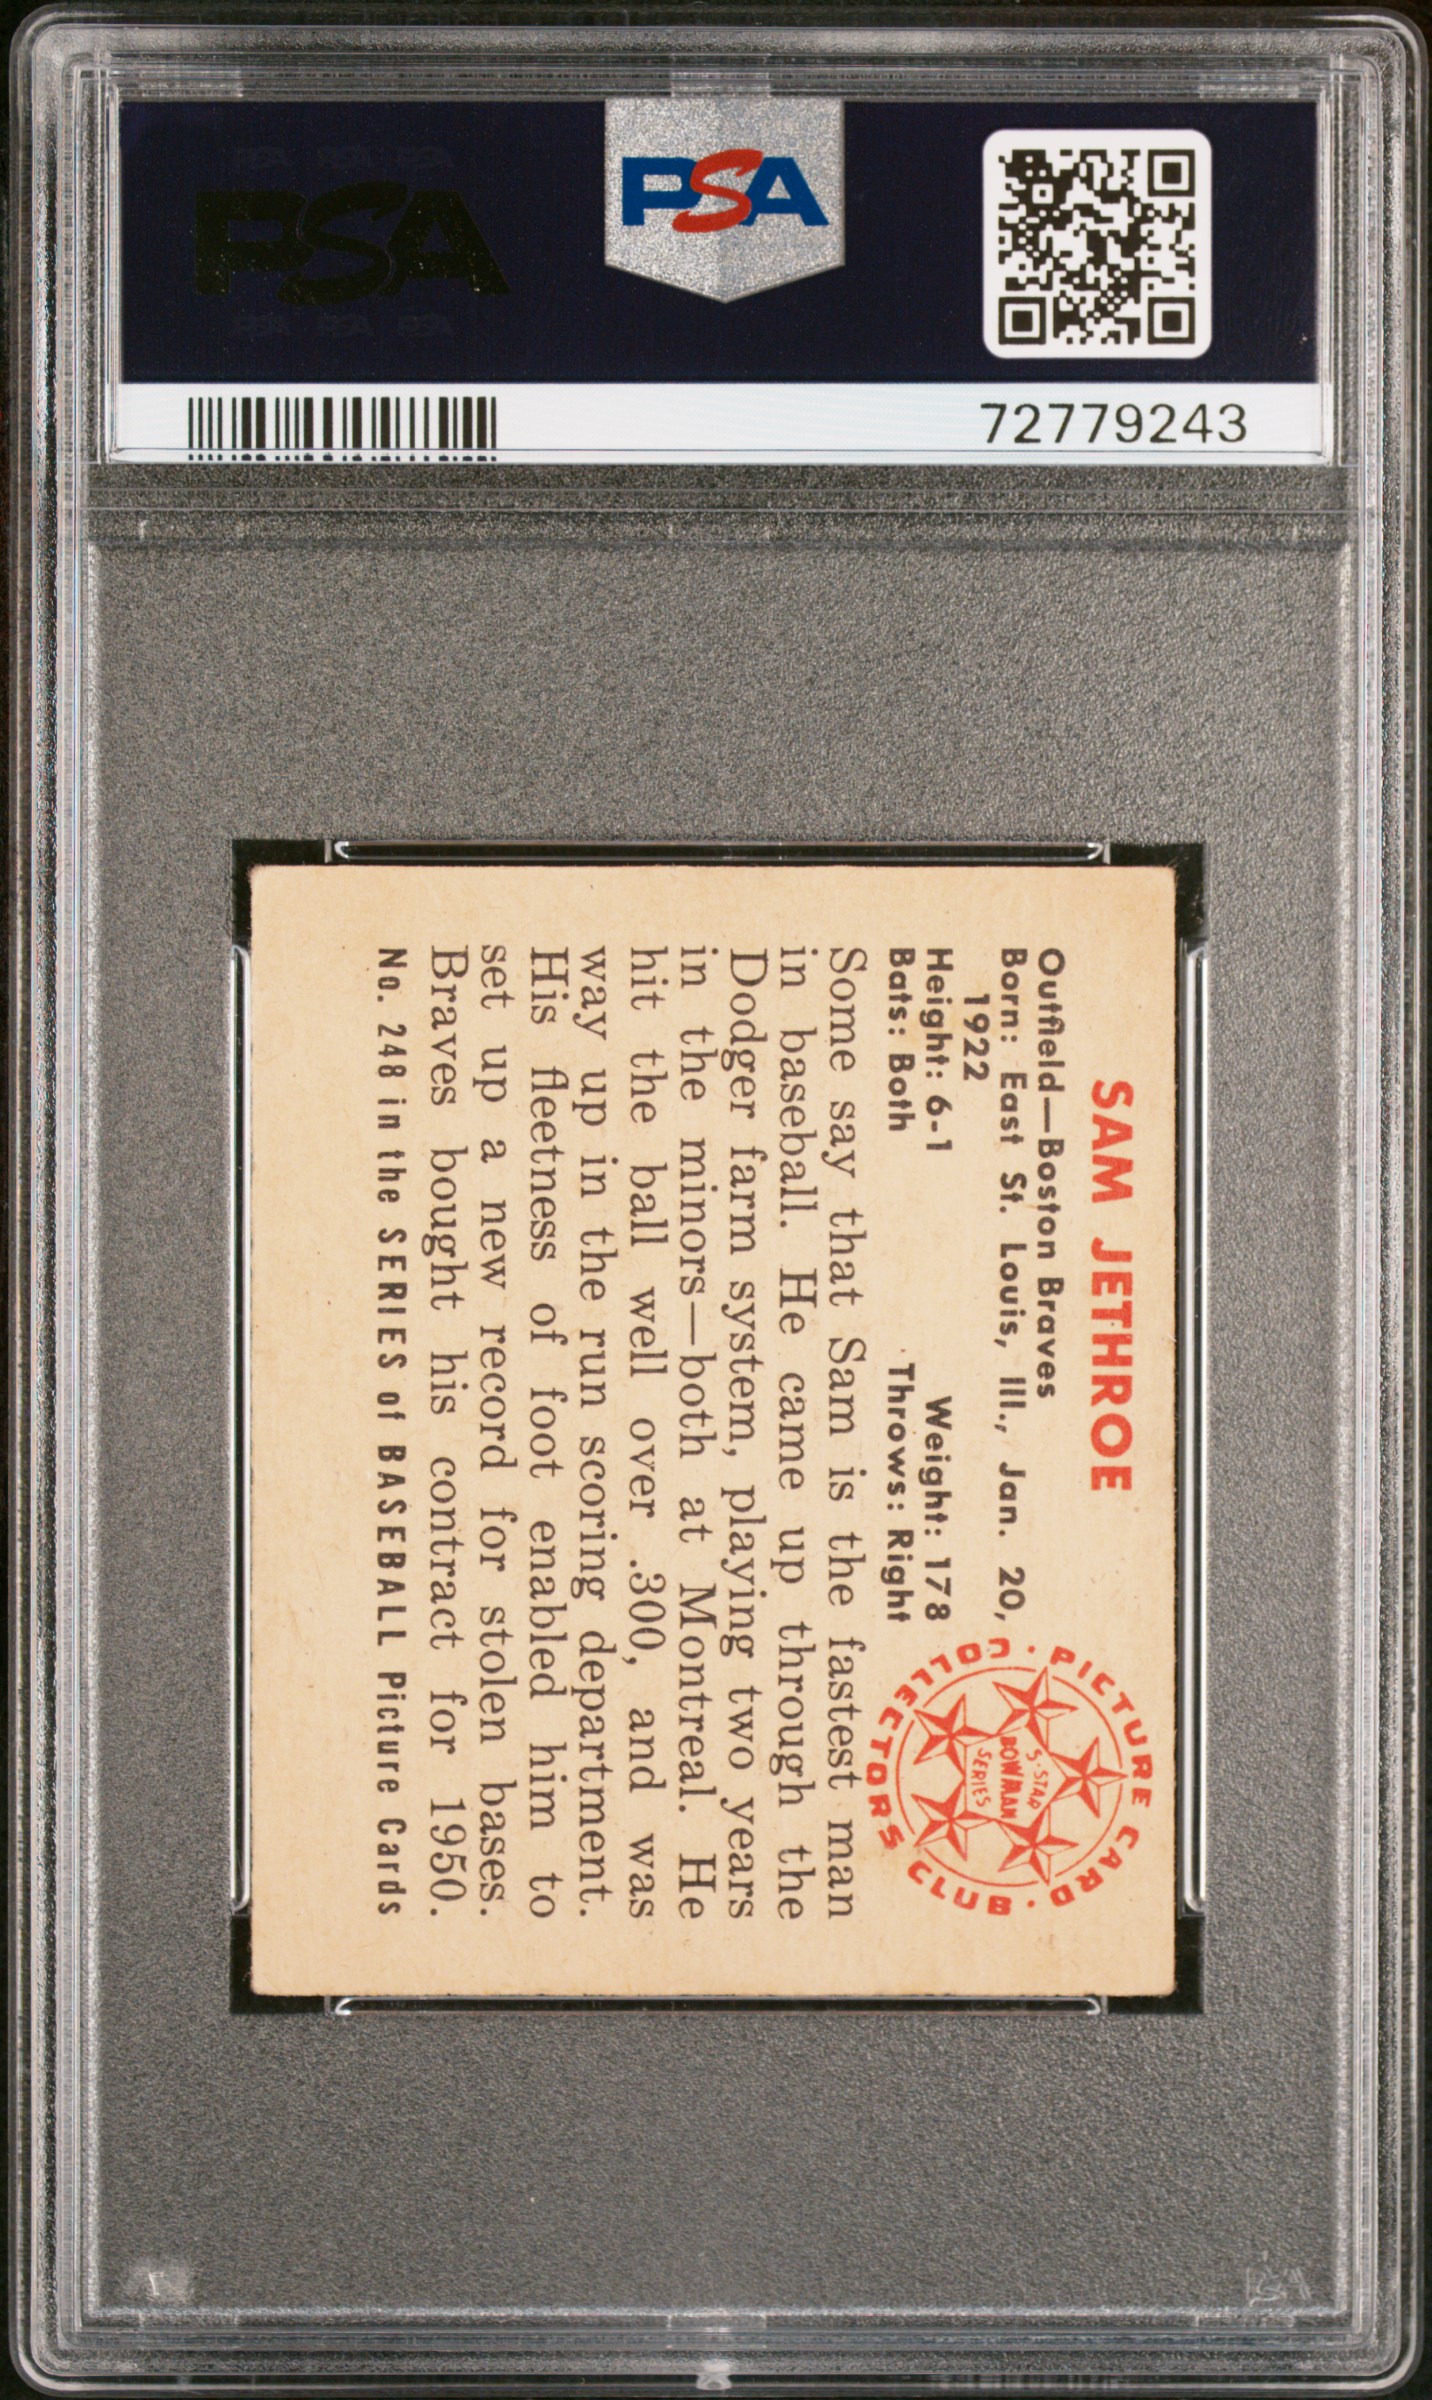 PSA
PSA
72779243
SAM JETHROE
Outfield—Boston Braves
Born: East St. Louis, Ill., Jan. 20,
1922
Height: 6-1 Weight: 178
Bats: Both Throws: Right
PICTURE CARD · COLLECTORS CLUB ·
5-STAR
BOWMAN
SERIES
Some say that Sam is the fastest man
in baseball. He came up through the
Dodger farm system, playing two years
in the minors—both at Montreal. He
hit the ball well over .300, and was
way up in the run scoring department.
His fleetness of foot enabled him to
set up a new record for stolen bases.
Braves bought his contract for 1950.
No. 248 in the SERIES of BASEBALL Picture Cards
PSA